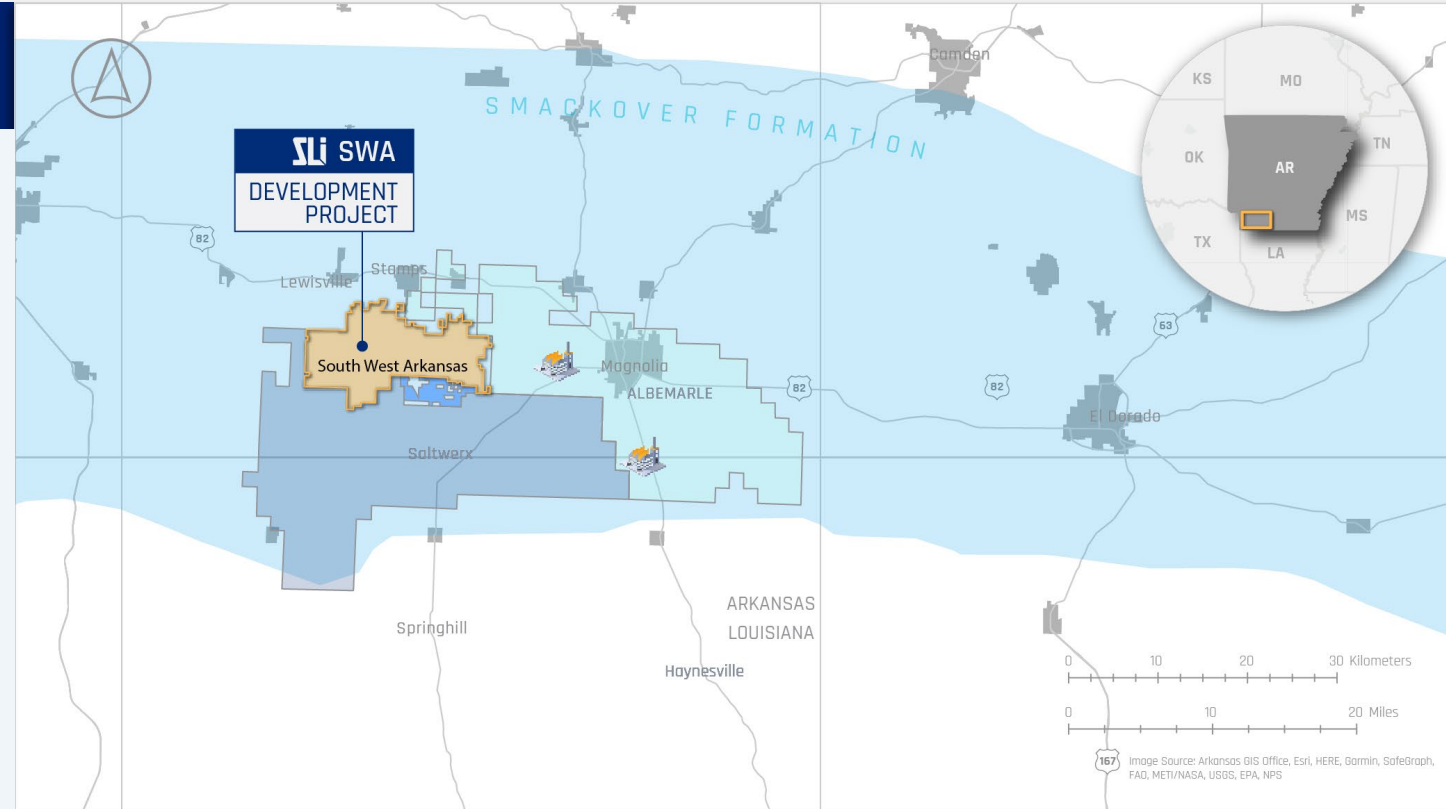 Camden
SMACKOVER FORMATION
KS
MO
OK
AR
TN
MS
TX
LA
SLi SWA
DEVELOPMENT
PROJECT
82
Lewisville
Stamps
63
South West Arkansas
Magnolia
ALBEMARLE
82
82
El Dorado
Saltwerx
ARKANSAS
LOUISIANA
Springhill
Haynesville
0 10 20 30 Kilometers
0 10 20 Miles
167
Image Source: Arkansas GIS Office, Esri, HERE, Garmin, SafeGraph,
FAO, METI/NASA, USGS, EPA, NPS